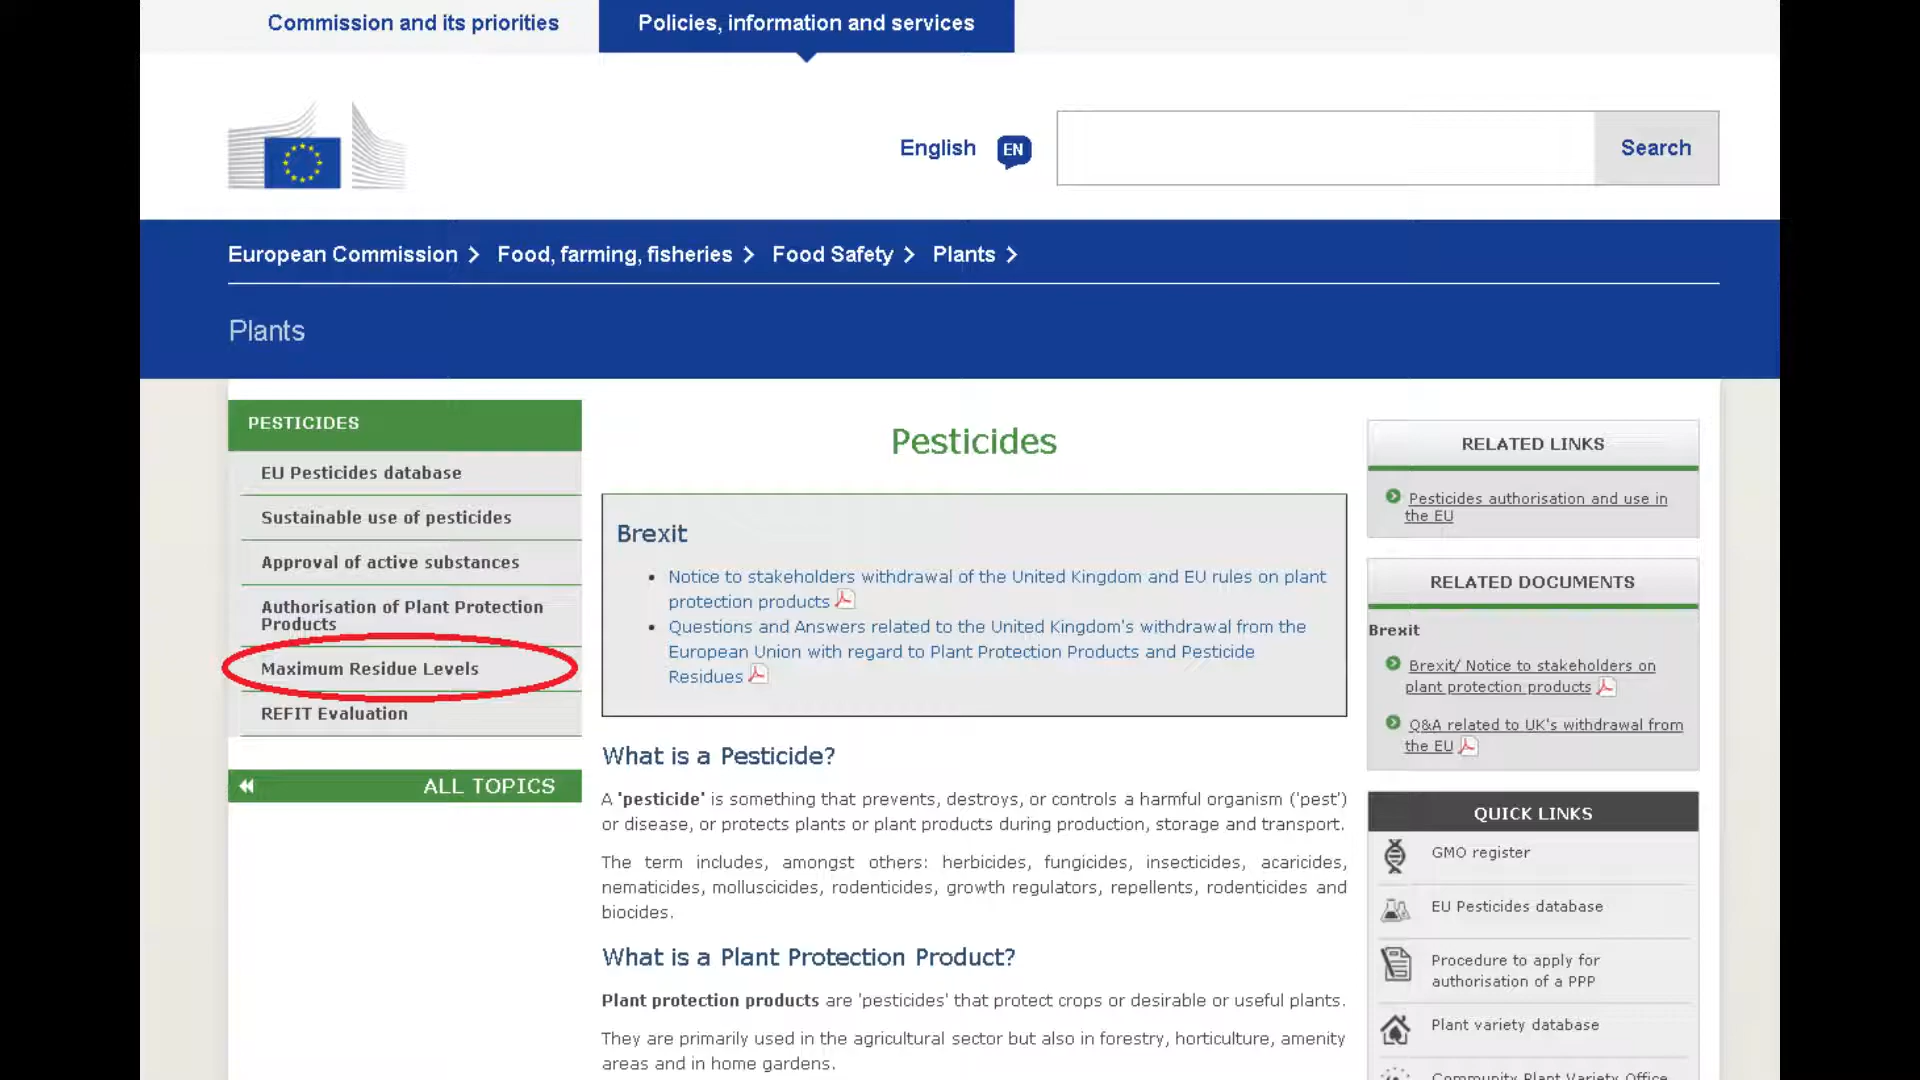 Commission and its priorities
Policies, information and services
English EN
Search
European Commission > Food, farming, fisheries > Food Safety > Plants >
Plants
PESTICIDES
EU Pesticides database
Sustainable use of pesticides
Approval of active substances
Authorisation of Plant Protection
Products
Maximum Residue Levels
REFIT Evaluation
ALL TOPICS
Pesticides
Brexit
• Notice to stakeholders withdrawal of the United Kingdom and EU rules on plant
protection products
• Questions and Answers related to the United Kingdom's withdrawal from the
European Union with regard to Plant Protection Products and Pesticide
Residues
What is a Pesticide?
A 'pesticide' is something that prevents, destroys, or controls a harmful organism ('pest')
or disease, or protects plants or plant products during production, storage and transport.
The term includes, amongst others: herbicides, fungicides, insecticides, acaricides,
nematicides, molluscicides, rodenticides, growth regulators, repellents, rodenticides and
biocides.
What is a Plant Protection Product?
Plant protection products are 'pesticides' that protect crops or desirable or useful plants.
They are primarily used in the agricultural sector but also in forestry, horticulture, amenity
areas and in home gardens.
RELATED LINKS
Pesticides authorisation and use in
the EU
RELATED DOCUMENTS
Brexit
Brexit/ Notice to stakeholders on
plant protection products
Q&A related to UK's withdrawal from
the EU
QUICK LINKS
GMO register
EU Pesticides database
Procedure to apply for
authorisation of a PPP
Plant variety database
Community Plant Variety Office